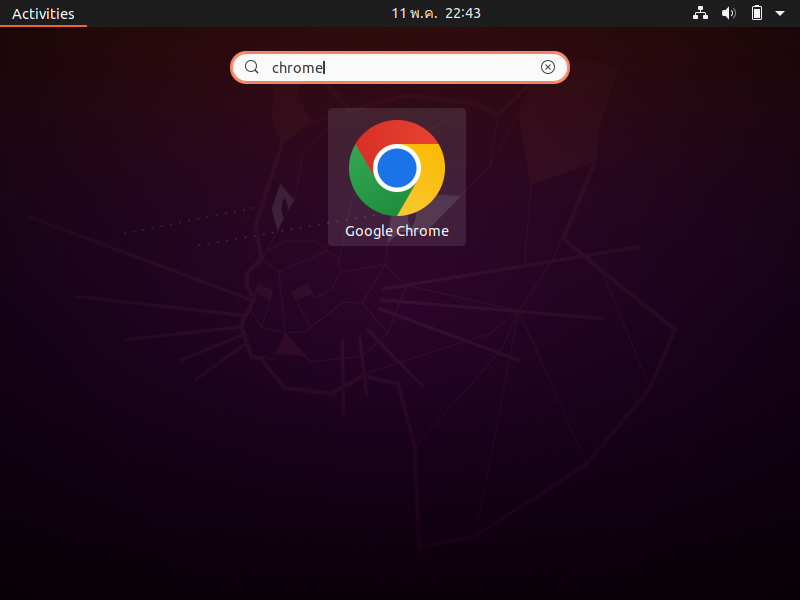 Activities
11 พ.ค. 22:43
chrome
Google Chrome